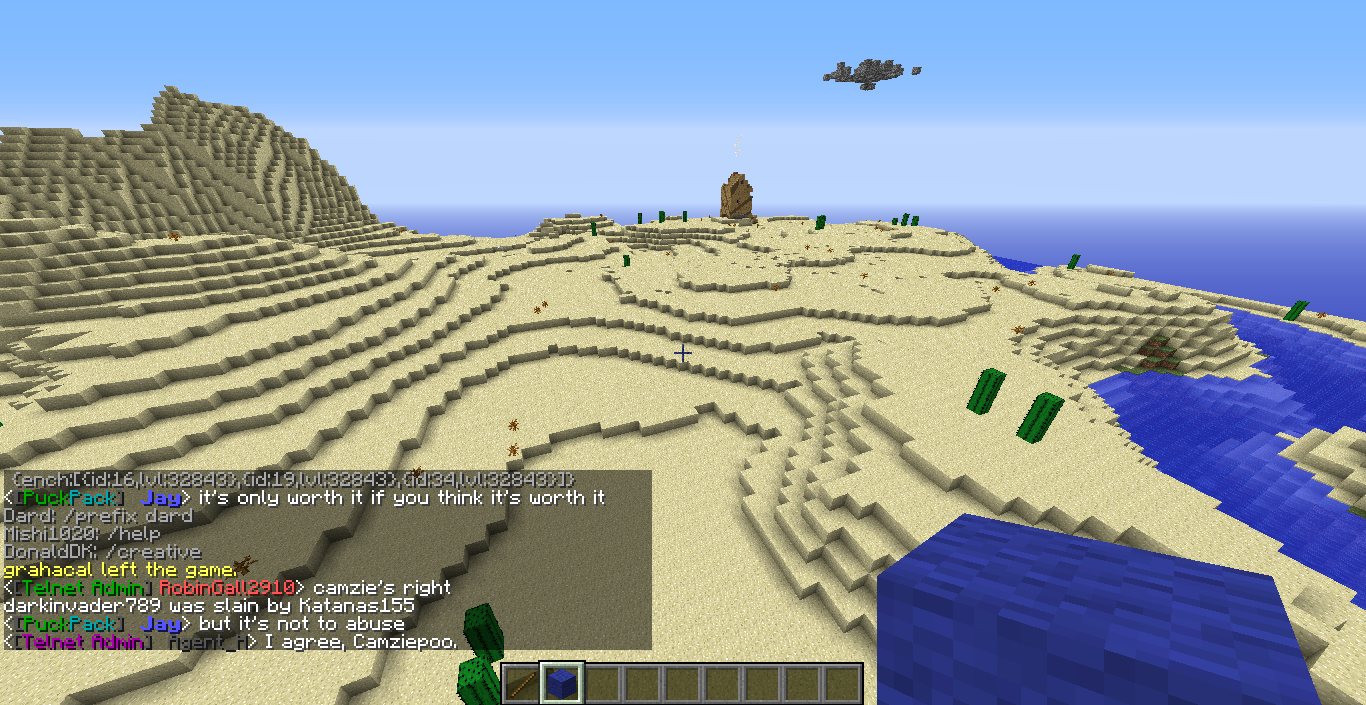 {ench:[{id:16,lvl:32843},{id:19,lvl:32843},{id:34,lvl:32843}]}
<[PuckPack] Jay> it's only worth it if you think it's worth it
Dard: /prefix dard
Mishi1020: /help
DonaldDK: /creative
grahacal left the game.
<[Telnet Admin] RobinGall2910> camzie's right
darkinvader789 was slain by Katanas155
<[PuckPack] Jay> but it's not to abuse
<[Telnet Admin] Agent_H> I agree, Camziepoo.